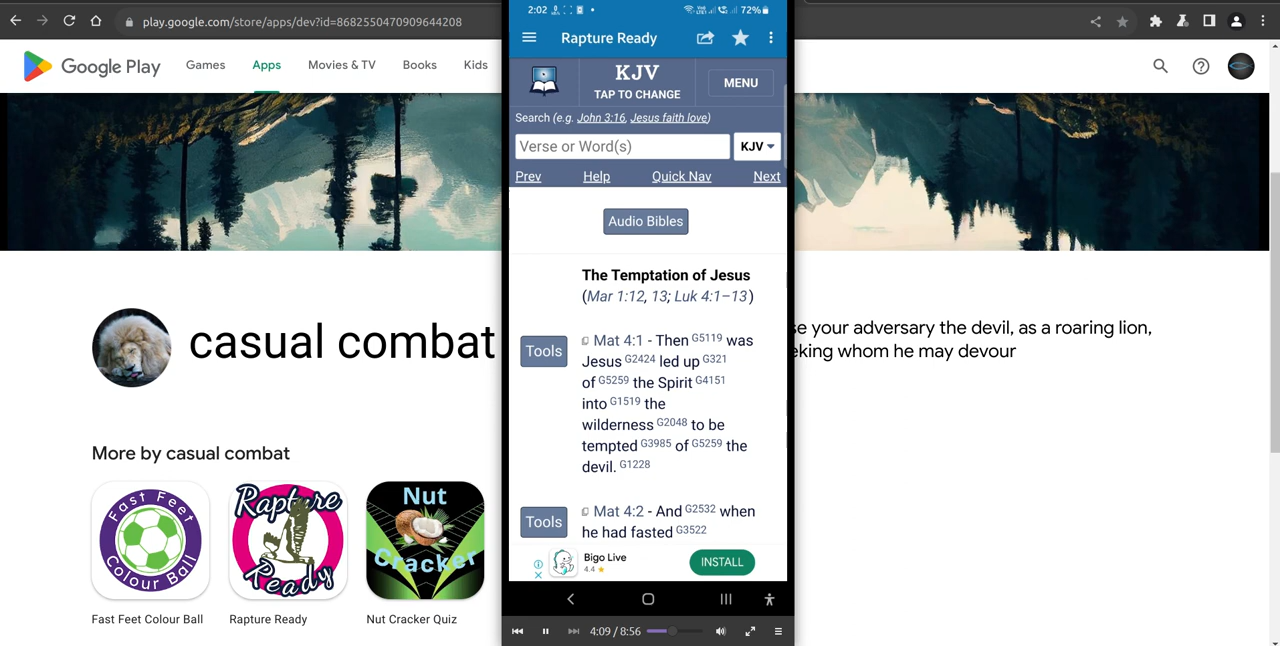 play.google.com/store/apps/dev?id=8682550470909644208
Google Play
Games
Apps
Movies & TV
Books
Kids
casual combat
se your adversary the devil, as a roaring lion,
eking whom he may devour
More by casual combat
Fast Feet
Colour Ball
Rapture
Ready
Nut
Cracker
Fast Feet Colour Ball
Rapture Ready
Nut Cracker Quiz
2:02
72%
Rapture Ready
KJV
TAP TO CHANGE
MENU
Search (e.g. John 3:16, Jesus faith love)
Verse or Word(s)
KJV
Prev
Help
Quick Nav
Next
Audio Bibles
The Temptation of Jesus
(Mar 1:12, 13; Luk 4:1–13)
Tools
Mat 4:1 - Then G5119 was
Jesus G2424 led up G321
of G5259 the Spirit G4151
into G1519 the
wilderness G2048 to be
tempted G3985 of G5259 the
devil. G1228
Tools
Mat 4:2 - And G2532 when
he had fasted G3522
Bigo Live
4.4
INSTALL
4:09 / 8:56